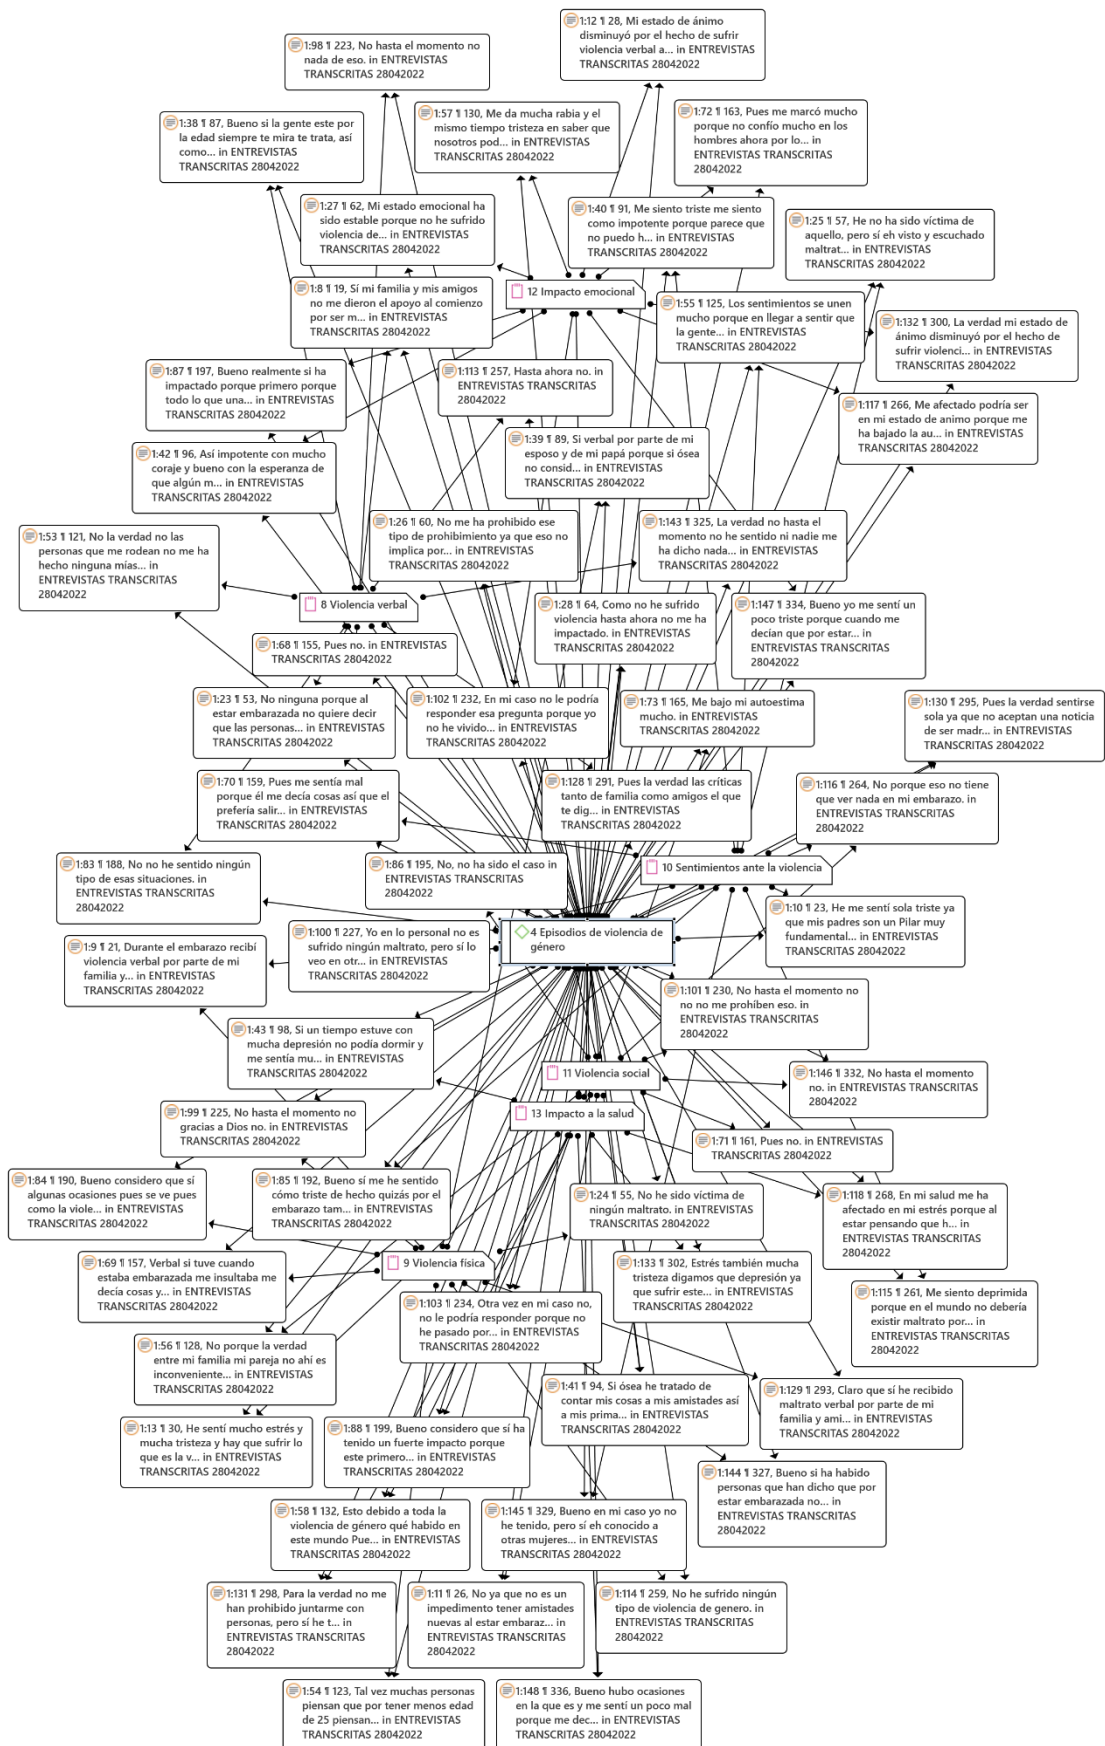 1:12 ¶ 28, Mi estado de ánimo
disminuyó por el hecho de sufrir
violencia verbal a... in ENTREVISTAS
TRANSCRITAS 28042022
1:98 ¶ 223, No hasta el momento no
nada de eso. in ENTREVISTAS
TRANSCRITAS 28042022
1:57 ¶ 130, Me da mucha rabia y el
mismo tiempo tristeza en saber que
nosotros pod... in ENTREVISTAS
TRANSCRITAS 28042022
1:72 ¶ 163, Pues me marcó mucho
porque no confío mucho en los
hombres ahora por lo... in
ENTREVISTAS TRANSCRITAS
28042022
1:38 ¶ 87, Bueno si la gente este por
la edad siempre te mira te trata, así
como... in ENTREVISTAS
TRANSCRITAS 28042022
1:27 ¶ 62, Mi estado emocional ha
sido estable porque no he sufrido
violencia de... in ENTREVISTAS
TRANSCRITAS 28042022
1:40 ¶ 91, Me siento triste me siento
como impotente porque parece que
no puedo h... in ENTREVISTAS
TRANSCRITAS 28042022
1:25 ¶ 57, He no ha sido víctima de
aquello, pero sí eh visto y escuchado
maltrat... in ENTREVISTAS
TRANSCRITAS 28042022
1:8 ¶ 19, Sí mi familia y mis amigos
no me dieron el apoyo al comienzo
por ser m... in ENTREVISTAS
TRANSCRITAS 28042022
12 Impacto emocional
1:55 ¶ 125, Los sentimientos se unen
mucho porque en llegar a sentir que
la gente... in ENTREVISTAS
TRANSCRITAS 28042022
1:132 ¶ 300, La verdad mi estado de
ánimo disminuyó por el hecho de
sufrir violenci... in ENTREVISTAS
TRANSCRITAS 28042022
1:87 ¶ 197, Bueno realmente si ha
impactado porque primero porque
todo lo que una... in ENTREVISTAS
TRANSCRITAS 28042022
1:113 ¶ 257, Hasta ahora no. in
ENTREVISTAS TRANSCRITAS
28042022
1:117 ¶ 266, Me afectado podría ser
en mi estado de animo porque me
ha bajado la au... in ENTREVISTAS
TRANSCRITAS 28042022
1:42 ¶ 96, Así impotente con mucho
coraje y bueno con la esperanza de
que algún m... in ENTREVISTAS
TRANSCRITAS 28042022
1:39 ¶ 89, Si verbal por parte de mi
esposo y de mi papá porque si ósea
no consid... in ENTREVISTAS
TRANSCRITAS 28042022
1:53 ¶ 121, No la verdad no las
personas que me rodean no me ha
hecho ninguna mías... in
ENTREVISTAS TRANSCRITAS
28042022
1:26 ¶ 60, No me ha prohibido ese
tipo de prohibimiento ya que eso no
implica por... in ENTREVISTAS
TRANSCRITAS 28042022
1:143 ¶ 325, La verdad no hasta el
momento no he sentido ni nadie me
ha dicho nada... in ENTREVISTAS
TRANSCRITAS 28042022
8 Violencia verbal
1:28 ¶ 64, Como no he sufrido
violencia hasta ahora no me ha
impactado. in ENTREVISTAS
TRANSCRITAS 28042022
1:147 ¶ 334, Bueno yo me sentí un
poco triste porque cuando me
decían que por estar... in
ENTREVISTAS TRANSCRITAS
28042022
1:68 ¶ 155, Pues no. in ENTREVISTAS
TRANSCRITAS 28042022
1:23 ¶ 53, No ninguna porque al
estar embarazada no quiere decir
que las personas... in ENTREVISTAS
TRANSCRITAS 28042022
1:102 ¶ 232, En mi caso no le podría
responder esa pregunta porque yo
no he vivido... in ENTREVISTAS
TRANSCRITAS 28042022
1:73 ¶ 165, Me bajo mi autoestima
mucho. in ENTREVISTAS
TRANSCRITAS 28042022
1:130 ¶ 295, Pues la verdad sentirse
sola ya que no aceptan una noticia
de ser madr... in ENTREVISTAS
TRANSCRITAS 28042022
1:70 ¶ 159, Pues me sentía mal
porque él me decía cosas así que el
prefería salir... in ENTREVISTAS
TRANSCRITAS 28042022
1:128 ¶ 291, Pues la verdad las críticas
tanto de familia como amigos el que
te dig... in ENTREVISTAS
TRANSCRITAS 28042022
1:116 ¶ 264, No porque eso no tiene
que ver nada en mi embarazo. in
ENTREVISTAS TRANSCRITAS
28042022
1:83 ¶ 188, No no he sentido ningún
tipo de esas situaciones. in
ENTREVISTAS TRANSCRITAS
28042022
1:86 ¶ 195, No, no ha sido el caso in
ENTREVISTAS TRANSCRITAS
28042022
10 Sentimientos ante la violencia
1:10 ¶ 23, He me sentí sola triste ya
que mis padres son un Pilar muy
fundamental... in ENTREVISTAS
TRANSCRITAS 28042022
1:9 ¶ 21, Durante el embarazo recibí
violencia verbal por parte de mi
familia y... in ENTREVISTAS
TRANSCRITAS 28042022
1:100 ¶ 227, Yo en lo personal no es
sufrido ningún maltrato, pero sí lo
veo en otr... in ENTREVISTAS
TRANSCRITAS 28042022
4 Episodios de violencia de
género
1:101 ¶ 230, No hasta el momento no
no no me prohíben eso. in
ENTREVISTAS TRANSCRITAS
28042022
1:43 ¶ 98, Si un tiempo estuve con
mucha depresión no podía dormir y
me sentía mu... in ENTREVISTAS
TRANSCRITAS 28042022
11 Violencia social
1:146 ¶ 332, No hasta el momento
no. in ENTREVISTAS TRANSCRITAS
28042022
13 Impacto a la salud
1:99 ¶ 225, No hasta el momento no
gracias a Dios no. in ENTREVISTAS
TRANSCRITAS 28042022
1:71 ¶ 161, Pues no. in ENTREVISTAS
TRANSCRITAS 28042022
1:84 ¶ 190, Bueno considero que sí
algunas ocasiones pues se ve pues
como la viole... in ENTREVISTAS
TRANSCRITAS 28042022
1:85 ¶ 192, Bueno sí me he sentido
cómo triste de hecho quizás por el
embarazo tam... in ENTREVISTAS
TRANSCRITAS 28042022
1:24 ¶ 55, No he sido víctima de
ningún maltrato. in ENTREVISTAS
TRANSCRITAS 28042022
1:118 ¶ 268, En mi salud me ha
afectado en mi estrés porque al
estar pensando que h... in
ENTREVISTAS TRANSCRITAS
28042022
1:69 ¶ 157, Verbal si tuve cuando
estaba embarazada me insultaba me
decía cosas y... in ENTREVISTAS
TRANSCRITAS 28042022
9 Violencia física
1:133 ¶ 302, Estrés también mucha
tristeza digamos que depresión ya
que sufrir este... in ENTREVISTAS
TRANSCRITAS 28042022
1:115 ¶ 261, Me siento deprimida
porque en el mundo no debería
existir maltrato por... in
ENTREVISTAS TRANSCRITAS
28042022
1:103 ¶ 234, Otra vez en mi caso no,
no le podría responder porque no
he pasado por... in ENTREVISTAS
TRANSCRITAS 28042022
1:56 ¶ 128, No porque la verdad
entre mi familia mi pareja no ahí es
inconveniente... in ENTREVISTAS
TRANSCRITAS 28042022
1:41 ¶ 94, Si ósea he tratado de
contar mis cosas a mis amistades así
a mis prima... in ENTREVISTAS
TRANSCRITAS 28042022
1:129 ¶ 293, Claro que sí he recibido
maltrato verbal por parte de mi
familia y ami... in ENTREVISTAS
TRANSCRITAS 28042022
1:13 ¶ 30, He sentí mucho estrés y
mucha tristeza y hay que sufrir lo
que es la v... in ENTREVISTAS
TRANSCRITAS 28042022
1:88 ¶ 199, Bueno considero que sí ha
tenido un fuerte impacto porque
este primero... in ENTREVISTAS
TRANSCRITAS 28042022
1:144 ¶ 327, Bueno si ha habido
personas que han dicho que por
estar embarazada no... in
ENTREVISTAS TRANSCRITAS
28042022
1:58 ¶ 132, Esto debido a toda la
violencia de género qué habido en
este mundo Pue... in ENTREVISTAS
TRANSCRITAS 28042022
1:145 ¶ 329, Bueno en mi caso yo no
he tenido, pero sí eh conocido a
otras mujeres... in ENTREVISTAS
TRANSCRITAS 28042022
1:131 ¶ 298, Para la verdad no me
han prohibido juntarme con
personas, pero sí he t... in
ENTREVISTAS TRANSCRITAS
28042022
1:11 ¶ 26, No ya que no es un
impedimento tener amistades
nuevas al estar embaraz... in
ENTREVISTAS TRANSCRITAS
28042022
1:114 ¶ 259, No he sufrido ningún
tipo de violencia de genero. in
ENTREVISTAS TRANSCRITAS
28042022
1:54 ¶ 123, Tal vez muchas personas
piensan que por tener menos edad
de 25 piensan... in ENTREVISTAS
TRANSCRITAS 28042022
1:148 ¶ 336, Bueno hubo ocasiones
en la que es y me sentí un poco mal
porque me dec... in ENTREVISTAS
TRANSCRITAS 28042022